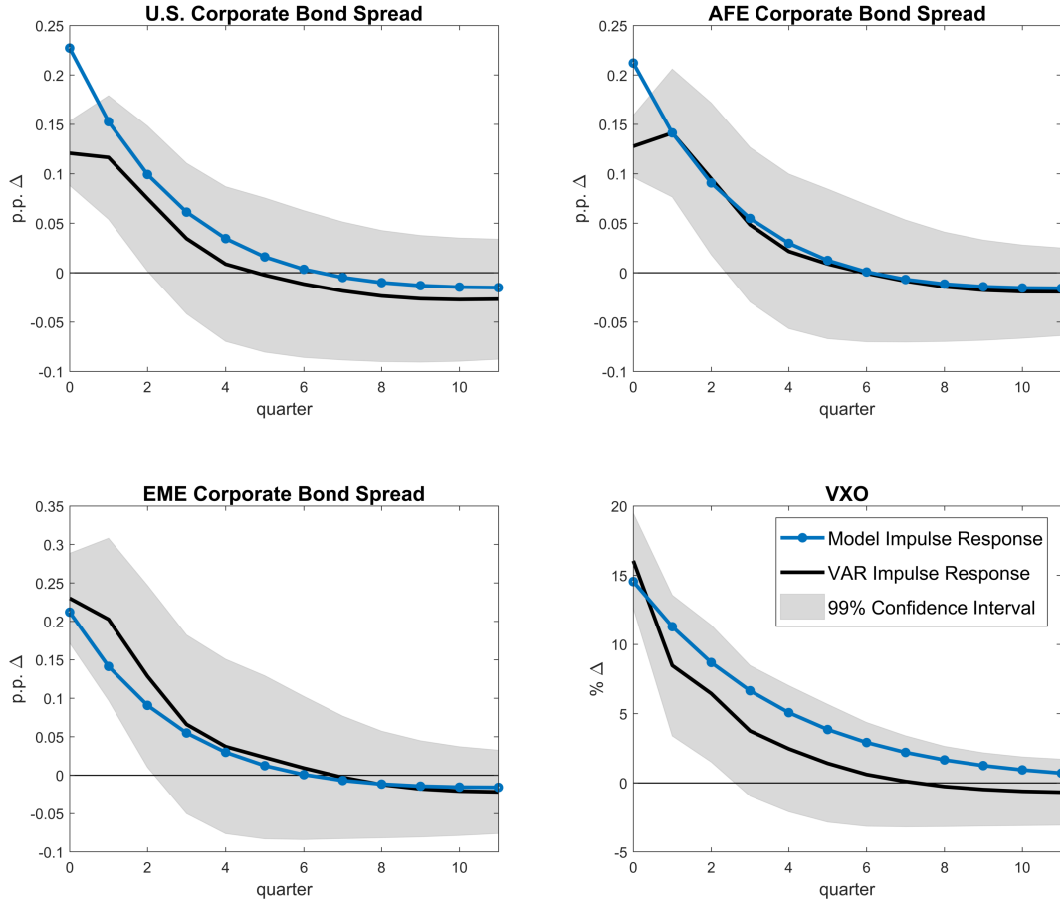 U.S. Corporate Bond Spread
0.25
0.2
0.15
0.1
0.05
0
-0.05
-0.1
p.p. Δ
0 2 4 6 8 10
quarter
AFE Corporate Bond Spread
0.25
0.2
0.15
0.1
0.05
0
-0.05
-0.1
p.p. Δ
0 2 4 6 8 10
quarter
EME Corporate Bond Spread
0.35
0.3
0.25
0.2
0.15
0.1
0.05
0
-0.05
-0.1
p.p. Δ
0 2 4 6 8 10
quarter
VXO
20
15
10
5
0
-5
% Δ
Model Impulse Response
VAR Impulse Response
99% Confidence Interval
0 2 4 6 8 10
quarter